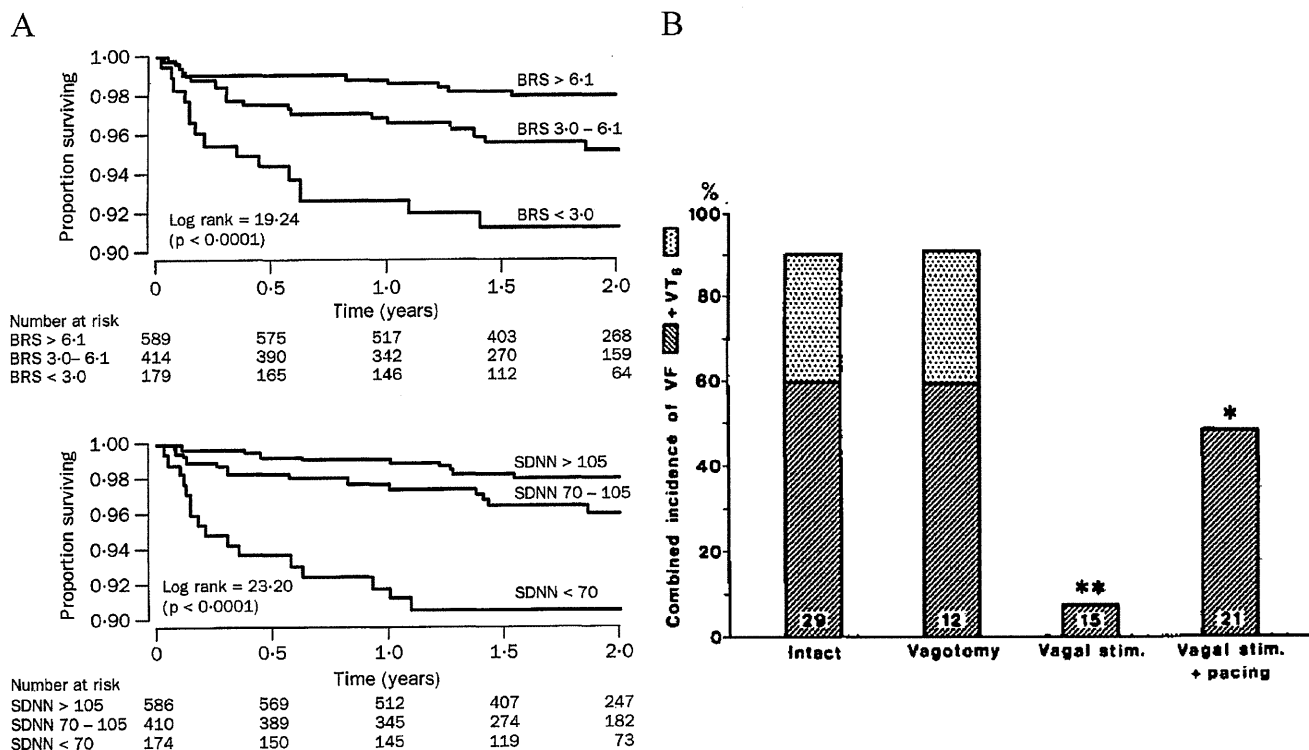 A
1·00
0·98
0·96
0·94
0·92
0·90
Proportion surviving
BRS > 6·1
BRS 3·0–6·1
BRS < 3·0
Log rank = 19·24
(p < 0·0001)
0 0·5 1·0 1·5 2·0
Time (years)
Number at risk
BRS > 6·1 589 575 517 403 268
BRS 3·0–6·1 414 390 342 270 159
BRS < 3·0 179 165 146 112 64
1·00
0·98
0·96
0·94
0·92
0·90
Proportion surviving
SDNN > 105
SDNN 70–105
SDNN < 70
Log rank = 23·20
(p < 0·0001)
0 0·5 1·0 1·5 2·0
Time (years)
Number at risk
SDNN > 105 586 569 512 407 247
SDNN 70–105 410 389 345 274 182
SDNN < 70 174 150 145 119 73
B
%
100
80
60
40
20
0
Combined incidence of VF + VTs
** *
29 12 15 21
Intact Vagotomy Vagal stim. Vagal stim.
+ pacing